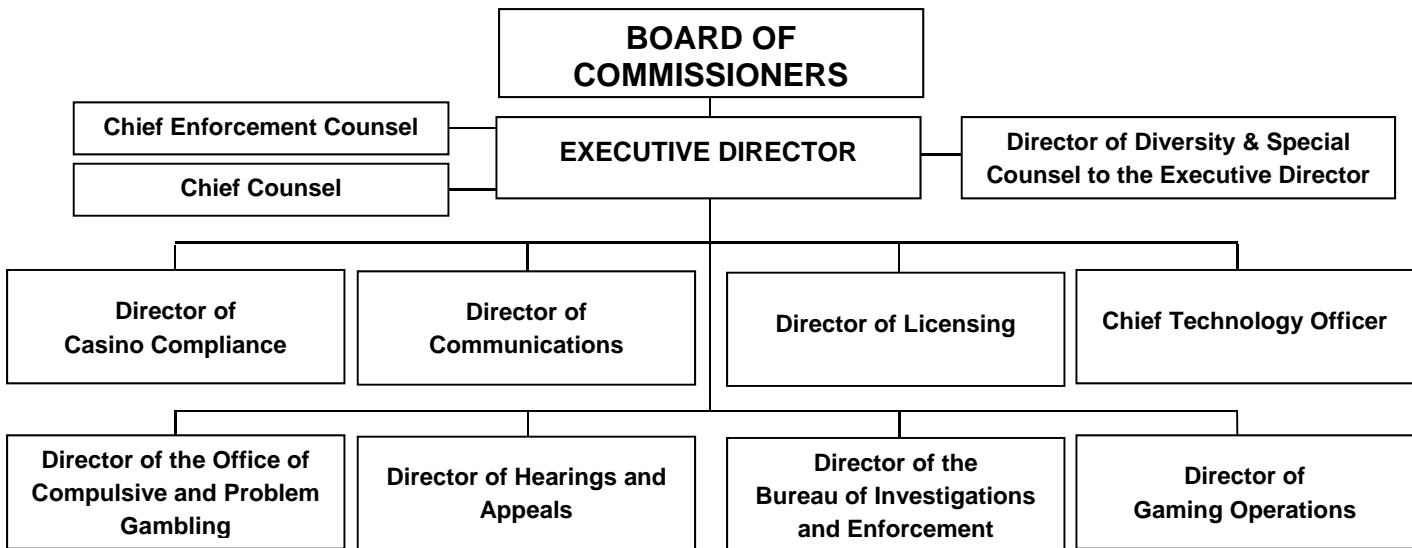 BOARD OF
COMMISSIONERS
Chief Enforcement Counsel
EXECUTIVE DIRECTOR
Director of Diversity & Special
Counsel to the Executive Director
Chief Counsel
Director of
Casino Compliance
Director of
Communications
Director of Licensing
Chief Technology Officer
Director of the Office of
Compulsive and Problem
Gambling
Director of Hearings and
Appeals
Director of the
Bureau of Investigations
and Enforcement
Director of
Gaming Operations